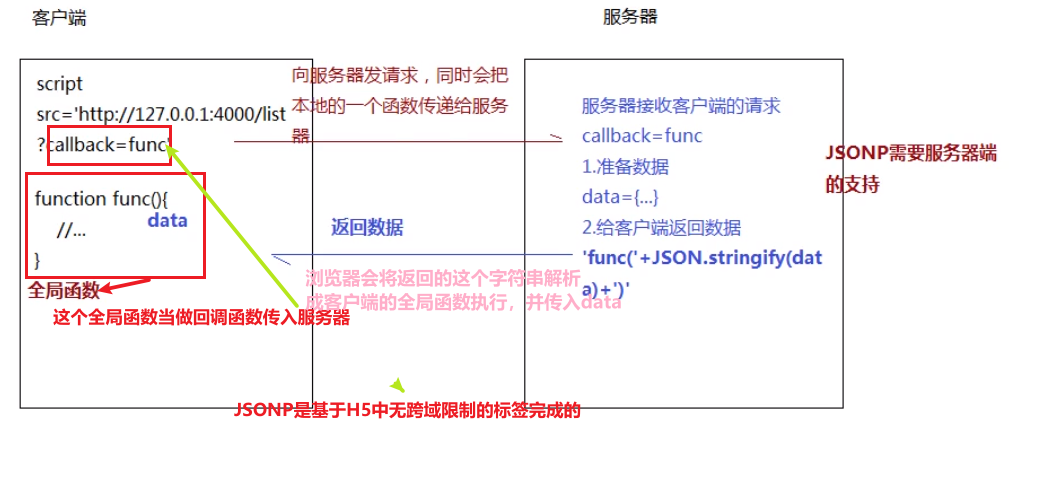 客户端
服务器
script
src='http://127.0.0.1:4000/list
?callback=func'
function func(){
data
//...
}
全局函数
这个全局函数当做回调函数传入服务器
向服务器发请求，同时会把
本地的一个函数传递给服务
器
返回数据
浏览器会将返回的这个字符串解析
成客户端的全局函数执行，并传入data
服务器接收客户端的请求
callback=func
1.准备数据
data={...}
2.给客户端返回数据
'func('+JSON.stringify(dat
a)+')'
JSONP需要服务器端
的支持
JSONP是基于H5中无跨域限制的标签完成的